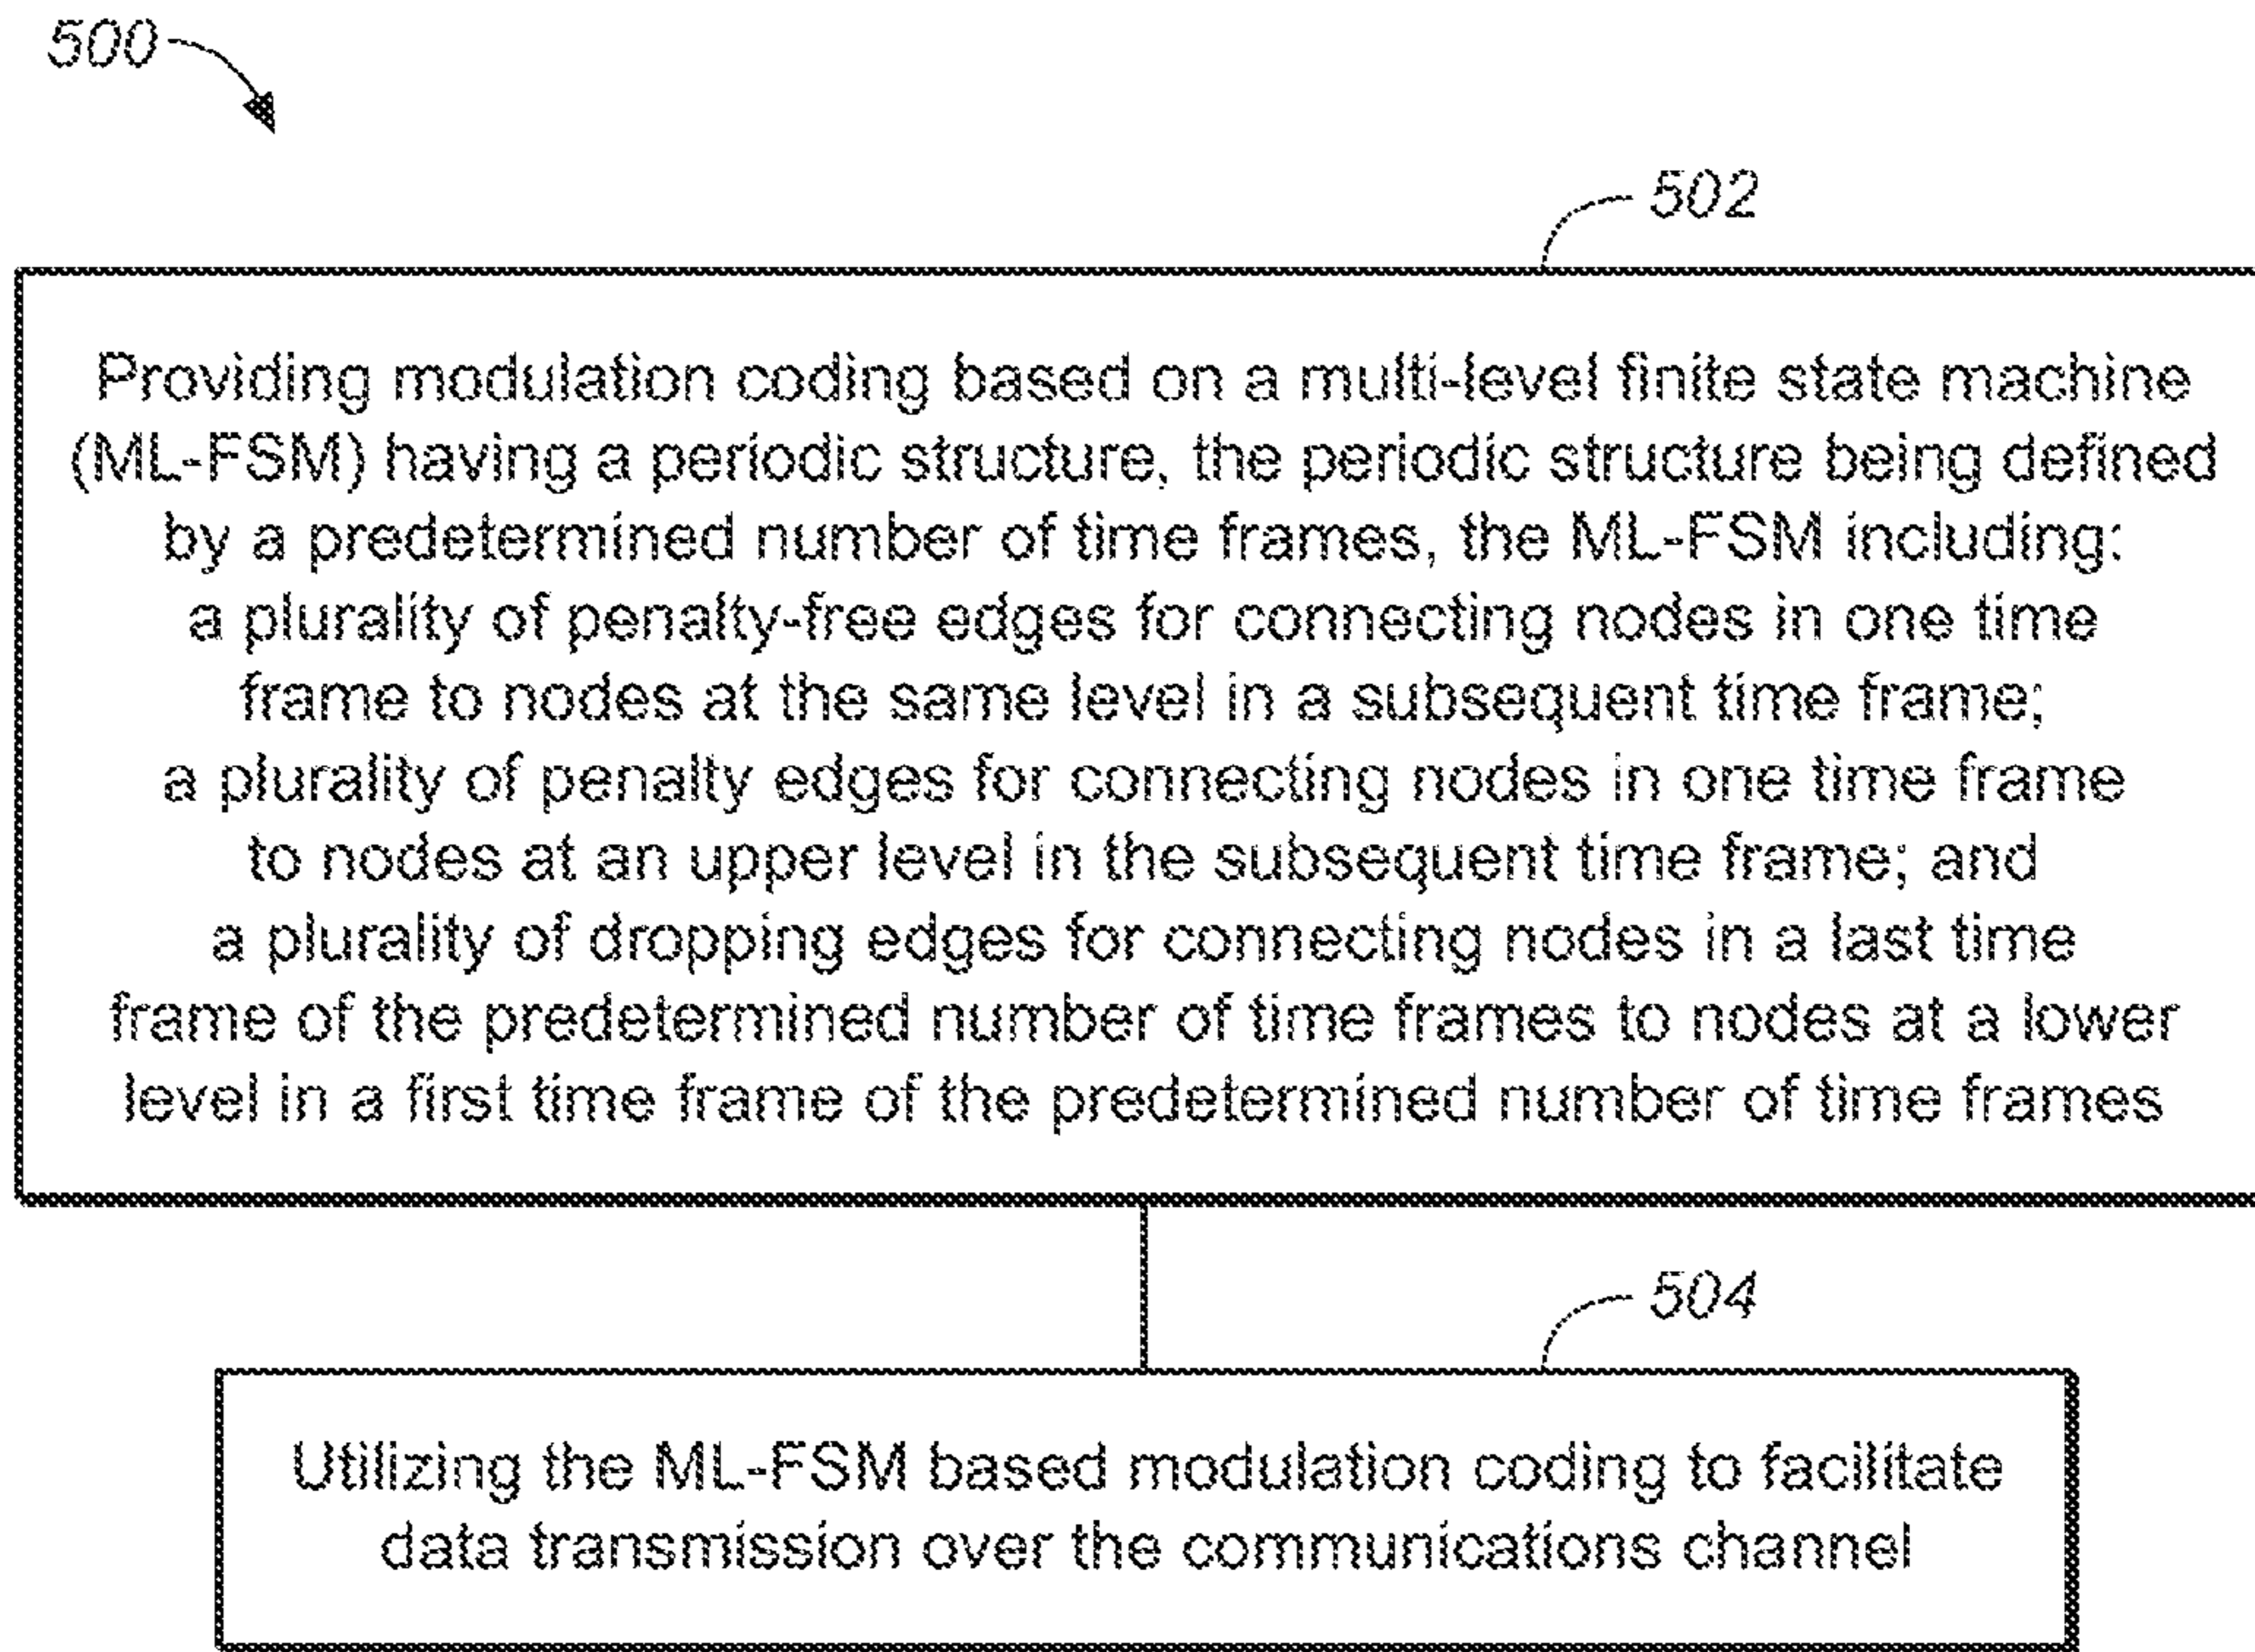 500
502
Providing modulation coding based on a multi-level finite state machine
(ML-FSM) having a periodic structure, the periodic structure being defined
by a predetermined number of time frames, the ML-FSM including:
a plurality of penalty-free edges for connecting nodes in one time
frame to nodes at the same level in a subsequent time frame;
a plurality of penalty edges for connecting nodes in one time frame
to nodes at an upper level in the subsequent time frame; and
a plurality of dropping edges for connecting nodes in a last time
frame of the predetermined number of time frames to nodes at a lower
level in a first time frame of the predetermined number of time frames
504
Utilizing the ML-FSM based modulation coding to facilitate
data transmission over the communications channel